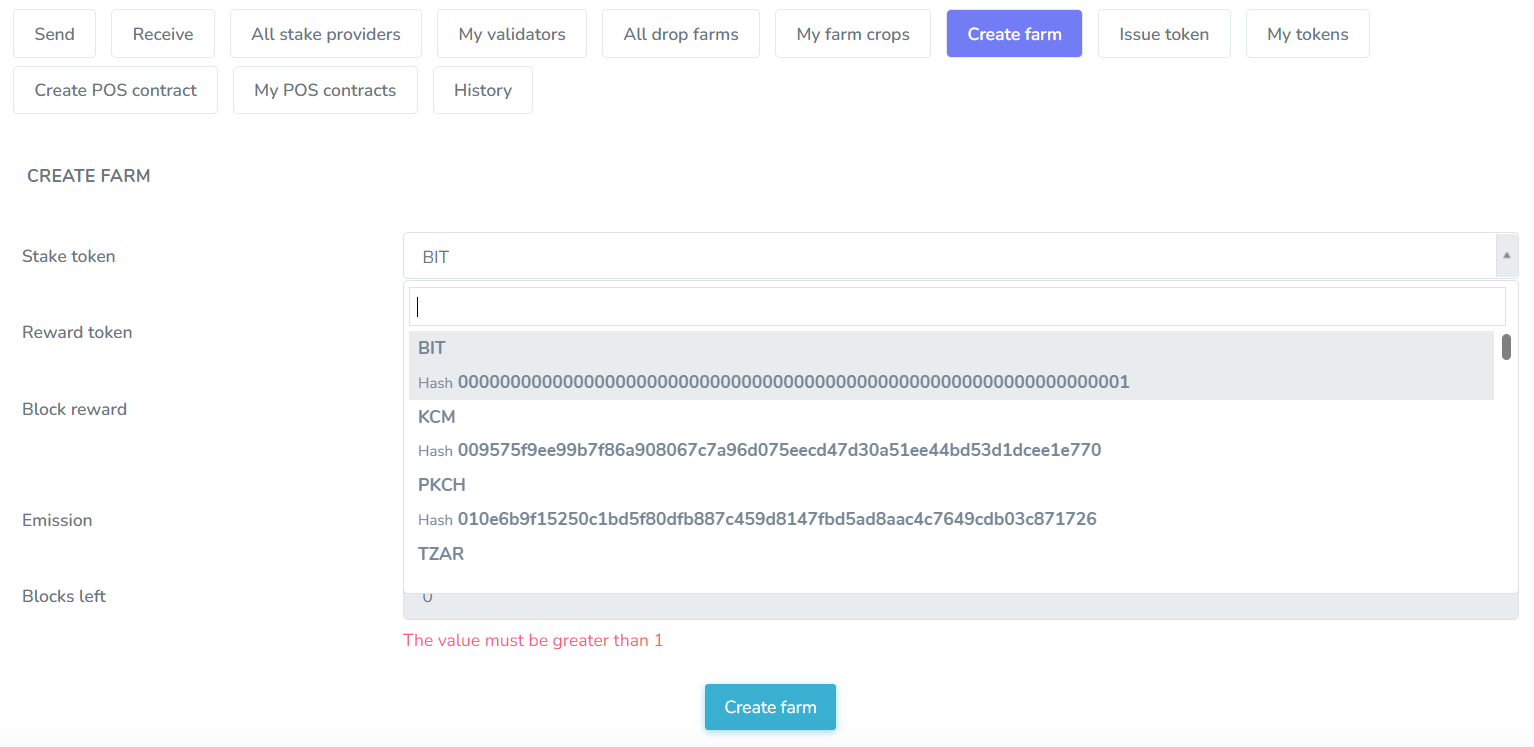 Send Receive All stake providers My validators All drop farms My farm crops Create farm Issue token My tokens
Create POS contract My POS contracts History
CREATE FARM
Stake token BIT
Reward token
BIT
Hash 0000000000000000000000000000000000000000000000000000000000000001
Block reward
KCM
Hash 009575f9ee99b7f86a908067c7a96d075eecd47d30a51ee44bd53d1dcee1e770
PKCH
Hash 010e6b9f15250c1bd5f80dfb887c459d8147fbd5ad8aac4c7649cdb03c871726
Emission
TZAR
Blocks left 0
The value must be greater than 1
Create farm